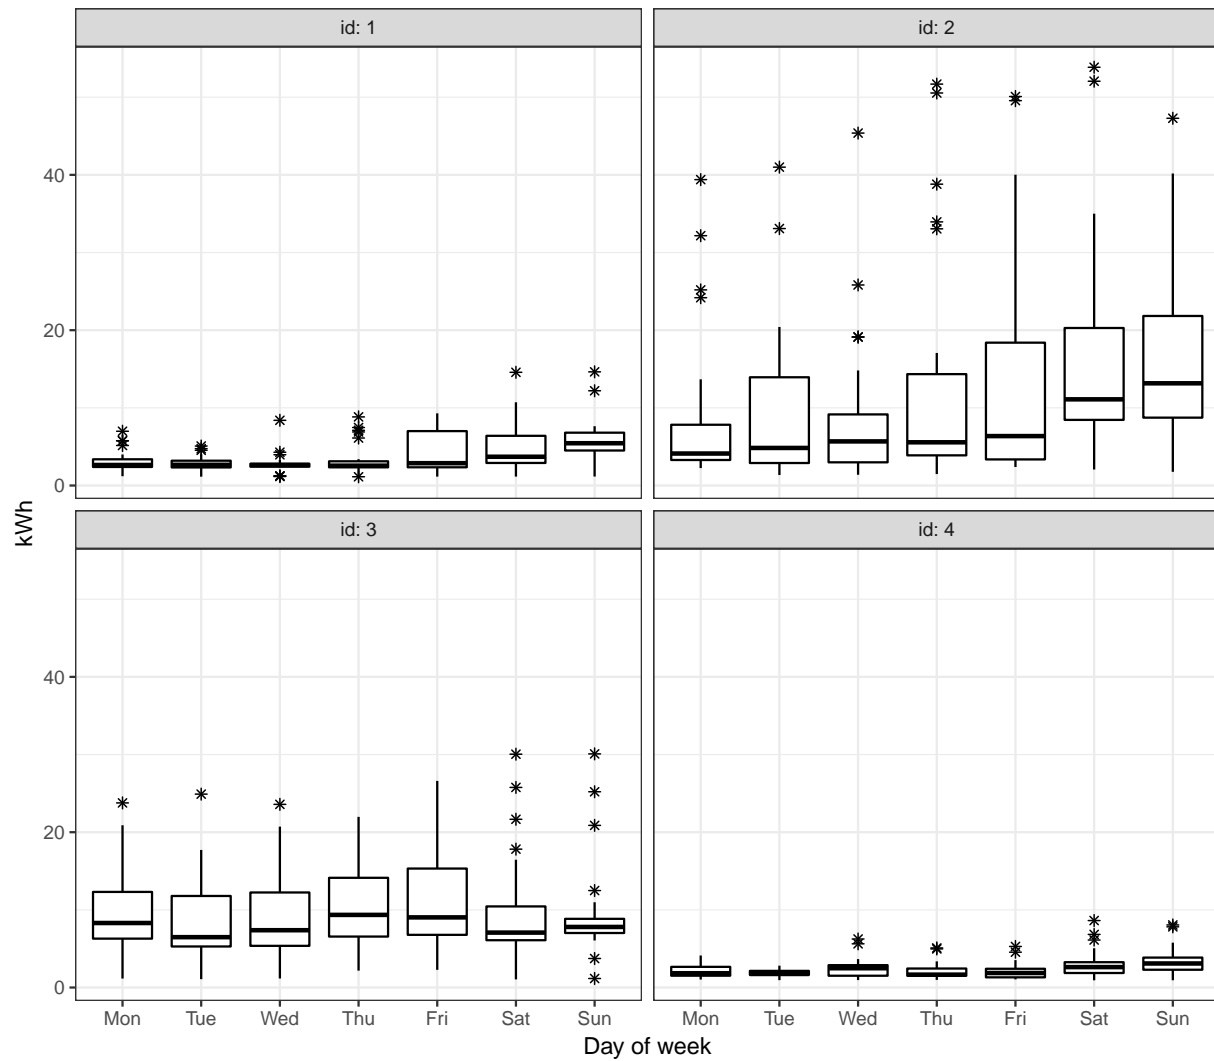 id: 1
id: 2
40
20
0
kWh
id: 3
id: 4
40
20
0
Mon Tue Wed Thu Fri Sat Sun Mon Tue Wed Thu Fri Sat Sun
Day of week